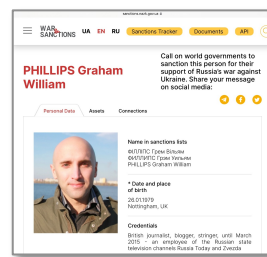 sanctions.nazk.gov.ua
WAR
SANCTIONS
UA EN RU
Sanctions Tracker
Documents
API
PHILLIPS Graham
William
Call on world governments to
sanction this person for their
support of Russia's war against
Ukraine. Share your message
on social media:
Personal Data
Assets
Connections
Name in sanctions lists
ФІЛЛІПС Грем Вільям
ФИЛЛИПС Грэм Уильям
PHILLIPS Graham William
* Date and place
of birth
26.01.1979
Nottingham, UK
Credentials
British journalist, blogger, stringer, until March
2015 - an employee of the Russian state
television channels Russia Today and Zvezda